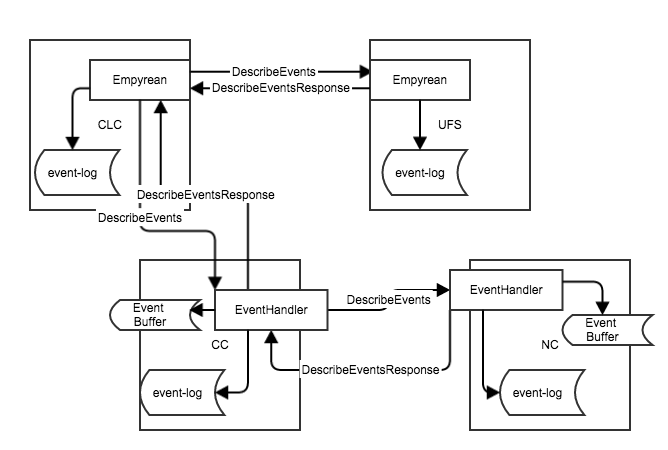 DescribeEvents
Empyrean
Empyrean
DescribeEventsResponse
CLC
UFS
event-log
event-log
DescribeEventsResponse
DescribeEvents
EventHandler
Event
Buffer
EventHandler
DescribeEvents
Event
Buffer
CC
NC
DescribeEventsResponse
event-log
event-log